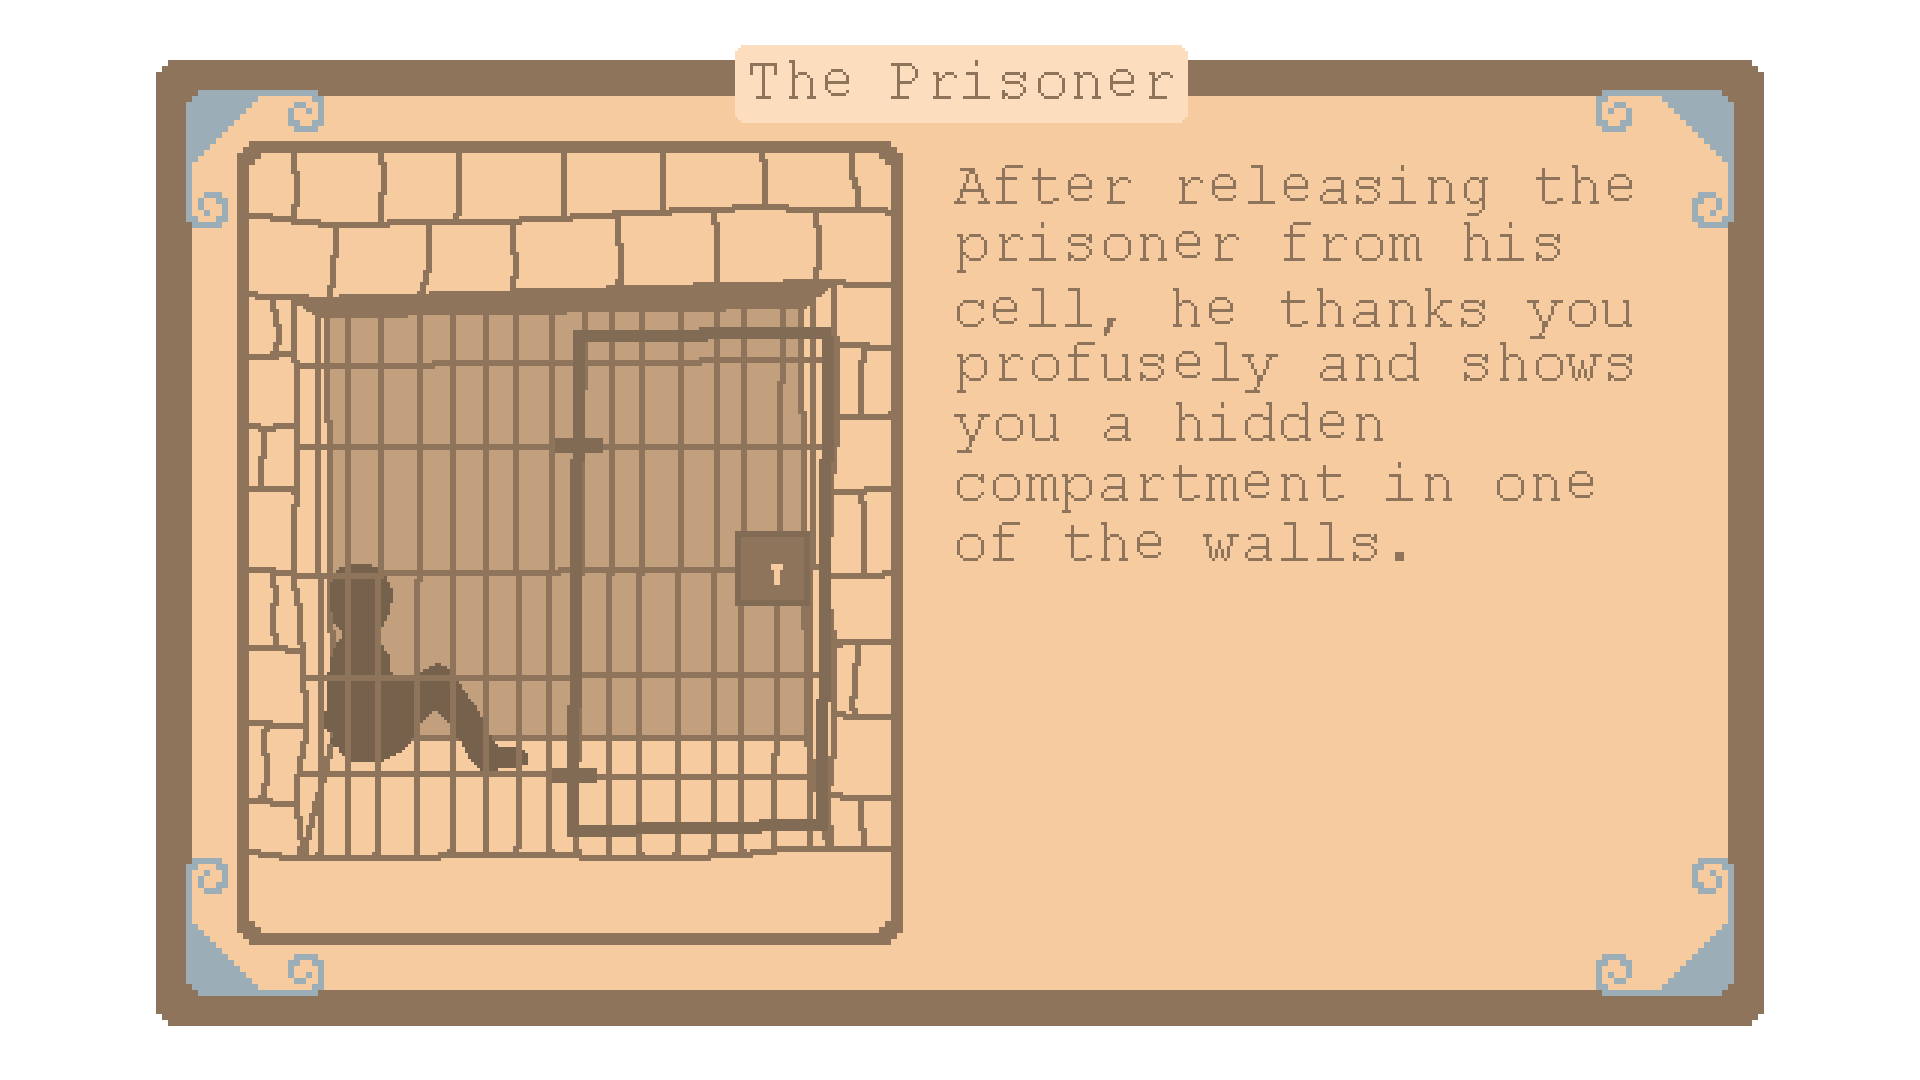 The Prisoner
After releasing the
prisoner from his
cell, he thanks you
profusely and shows
you a hidden
compartment in one
of the walls.